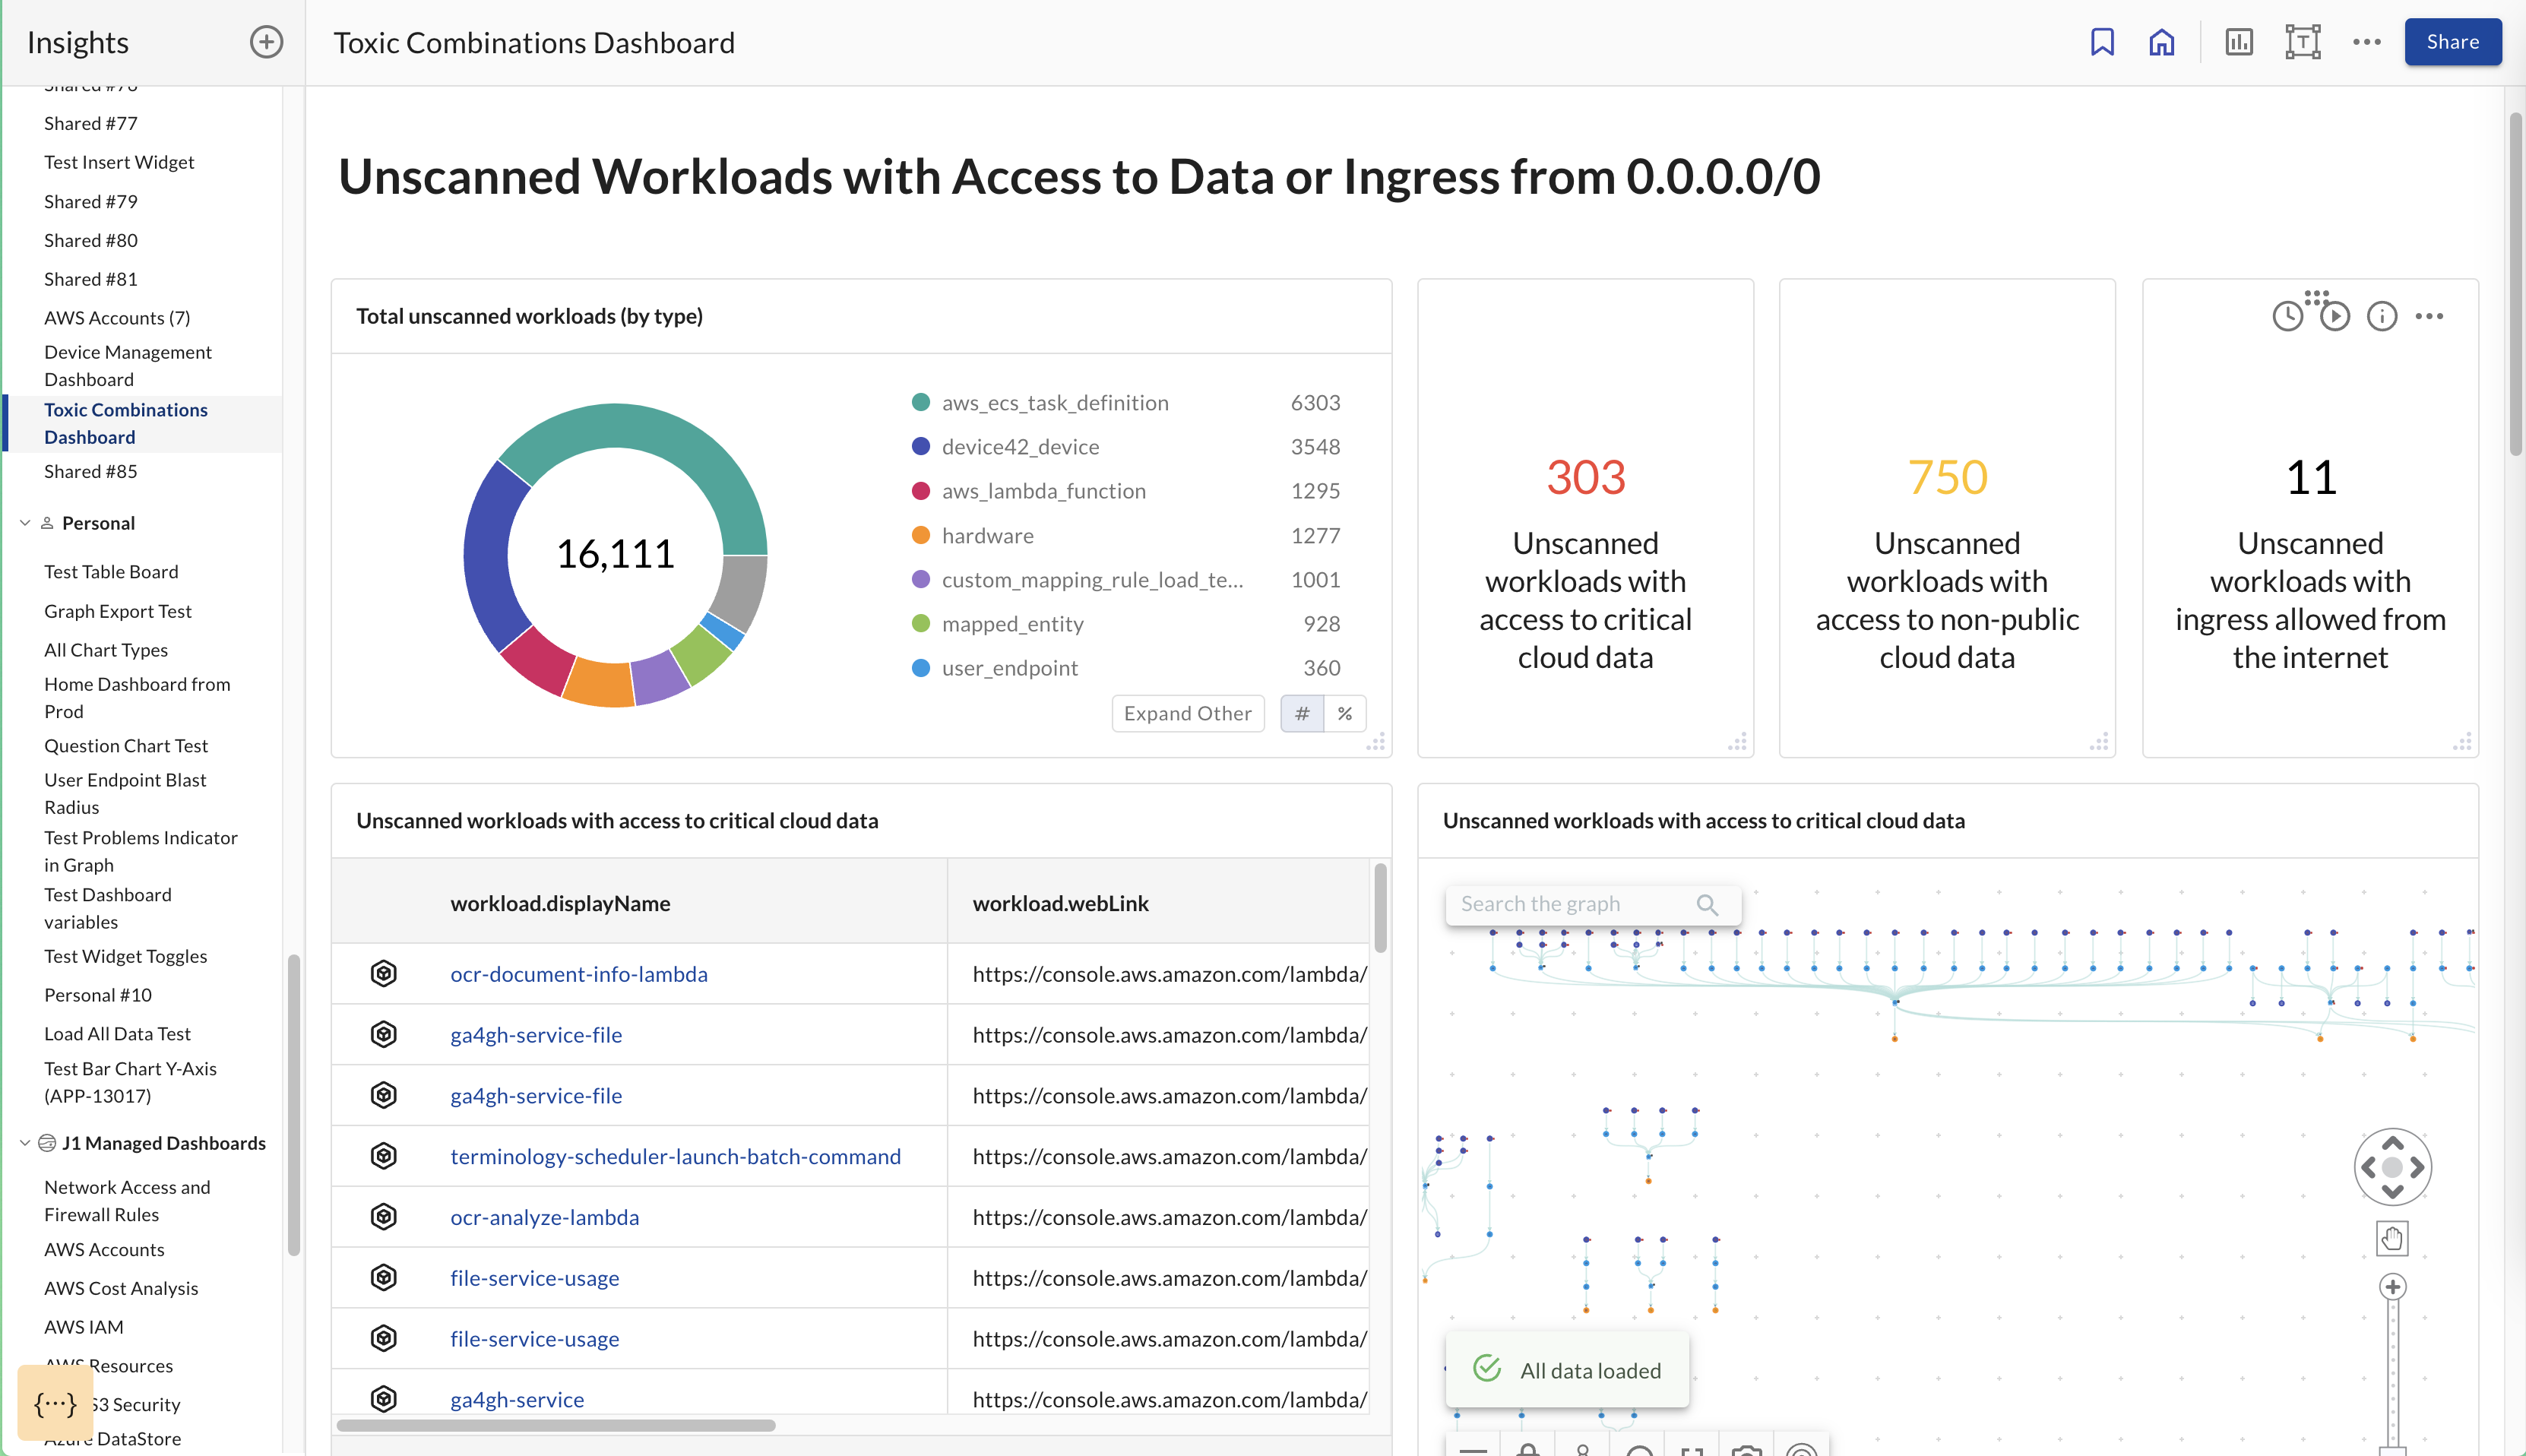 Insights
Shared #77
Test Insert Widget
Shared #79
Shared #80
Shared #81
AWS Accounts (7)
Device Management
Dashboard
Toxic Combinations
Dashboard
Shared #85
Personal
Test Table Board
Graph Export Test
All Chart Types
Home Dashboard from
Prod
Question Chart Test
User Endpoint Blast
Radius
Test Problems Indicator
in Graph
Test Dashboard
variables
Test Widget Toggles
Personal #10
Load All Data Test
Test Bar Chart Y-Axis
(APP-13017)
J1 Managed Dashboards
Network Access and
Firewall Rules
AWS Accounts
AWS Cost Analysis
AWS IAM
AWS Resources
S3 Security
Azure DataStore
{···}
Toxic Combinations Dashboard
Share
Unscanned Workloads with Access to Data or Ingress from 0.0.0.0/0
Total unscanned workloads (by type)
16,111
aws_ecs_task_definition 6303
device42_device 3548
aws_lambda_function 1295
hardware 1277
custom_mapping_rule_load_te... 1001
mapped_entity 928
user_endpoint 360
Expand Other # %
303
Unscanned
workloads with
access to critical
cloud data
750
Unscanned
workloads with
access to non-public
cloud data
11
Unscanned
workloads with
ingress allowed from
the internet
Unscanned workloads with access to critical cloud data
workload.displayName workload.webLink
ocr-document-info-lambda https://console.aws.amazon.com/lambda/
ga4gh-service-file https://console.aws.amazon.com/lambda/
ga4gh-service-file https://console.aws.amazon.com/lambda/
terminology-scheduler-launch-batch-command https://console.aws.amazon.com/lambda/
ocr-analyze-lambda https://console.aws.amazon.com/lambda/
file-service-usage https://console.aws.amazon.com/lambda/
file-service-usage https://console.aws.amazon.com/lambda/
ga4gh-service https://console.aws.amazon.com/lambda/
Unscanned workloads with access to critical cloud data
Search the graph
All data loaded